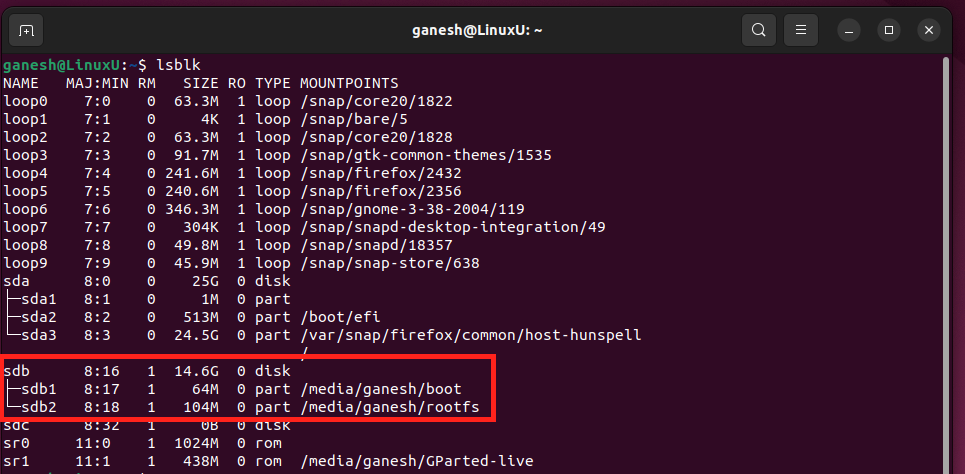 ganesh@LinuxU: ~
ganesh@LinuxU:~$ lsblk
NAME   MAJ:MIN RM   SIZE RO TYPE MOUNTPOINTS
loop0    7:0    0  63.3M  1 loop /snap/core20/1822
loop1    7:1    0     4K  1 loop /snap/bare/5
loop2    7:2    0  63.3M  1 loop /snap/core20/1828
loop3    7:3    0  91.7M  1 loop /snap/gtk-common-themes/1535
loop4    7:4    0 241.6M  1 loop /snap/firefox/2432
loop5    7:5    0 240.6M  1 loop /snap/firefox/2356
loop6    7:6    0 346.3M  1 loop /snap/gnome-3-38-2004/119
loop7    7:7    0   304K  1 loop /snap/snapd-desktop-integration/49
loop8    7:8    0  49.8M  1 loop /snap/snapd/18357
loop9    7:9    0  45.9M  1 loop /snap/snap-store/638
sda      8:0    0    25G  0 disk
├─sda1   8:1    0     1M  0 part
├─sda2   8:2    0   513M  0 part /boot/efi
└─sda3   8:3    0  24.5G  0 part /var/snap/firefox/common/host-hunspell
                                 /
sdb      8:16   1  14.6G  0 disk
├─sdb1   8:17   1    64M  0 part /media/ganesh/boot
└─sdb2   8:18   1   104M  0 part /media/ganesh/rootfs
sdc      8:32   1     0B  0 disk
sr0     11:0    1  1024M  0 rom
sr1     11:1    1   438M  0 rom  /media/ganesh/GParted-live